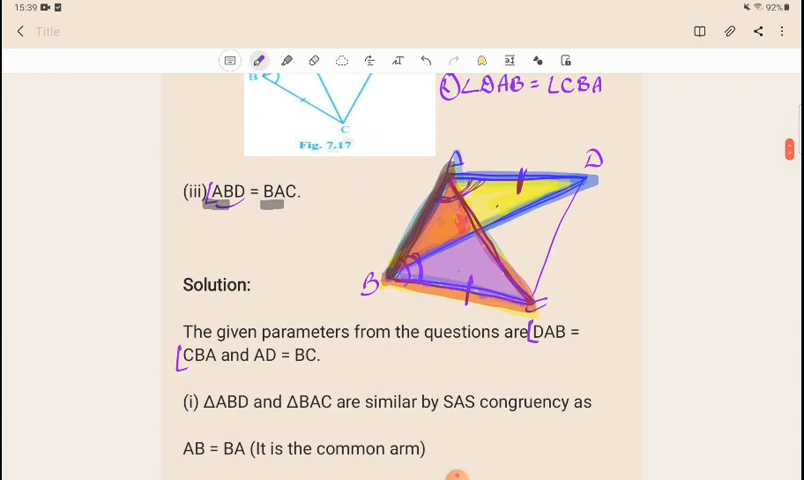 15:39
92%
Title
B
C
Fig. 7.17
∠DAB = ∠CBA
A
D
(iii) ABD = BAC.
B
C
Solution:
The given parameters from the questions are DAB =
CBA and AD = BC.
(i) ΔABD and ΔBAC are similar by SAS congruency as
AB = BA (It is the common arm)